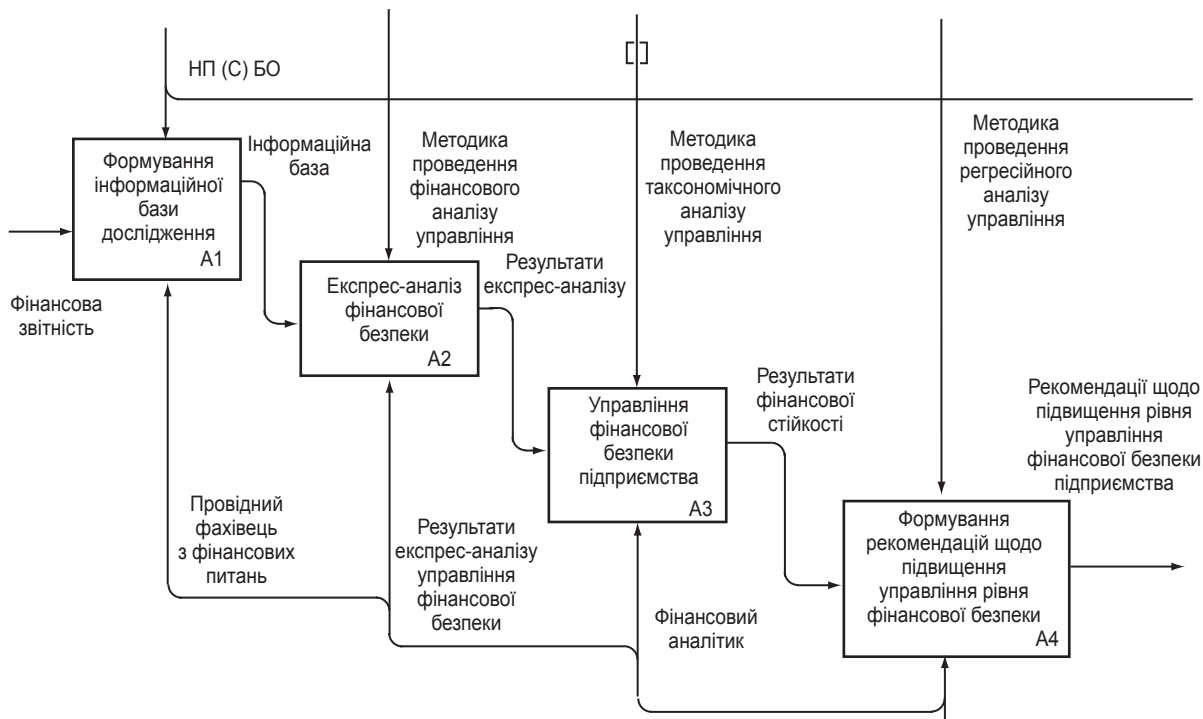 НП (С) БО
Формування
інформаційної
бази
дослідження
А1
Інформаційна
база
Фінансова
звітність
Методика
проведення
фінансового
аналізу
управління
Експрес-аналіз
фінансової
безпеки
А2
Результати
експрес-аналізу
Методика
проведення
таксономічного
аналізу
управління
Управління
фінансової
безпеки
підприємства
А3
Результати
фінансової
стійкості
Методика
проведення
регресійного
аналізу
управління
Формування
рекомендацій щодо
підвищення
управління рівня
фінансової безпеки
А4
Рекомендації щодо
підвищення рівня
управління
фінансової безпеки
підприємства
Провідний
фахівець
з фінансових
питань
Результати
експрес-аналізу
управління
фінансової
безпеки
Фінансовий
аналітик